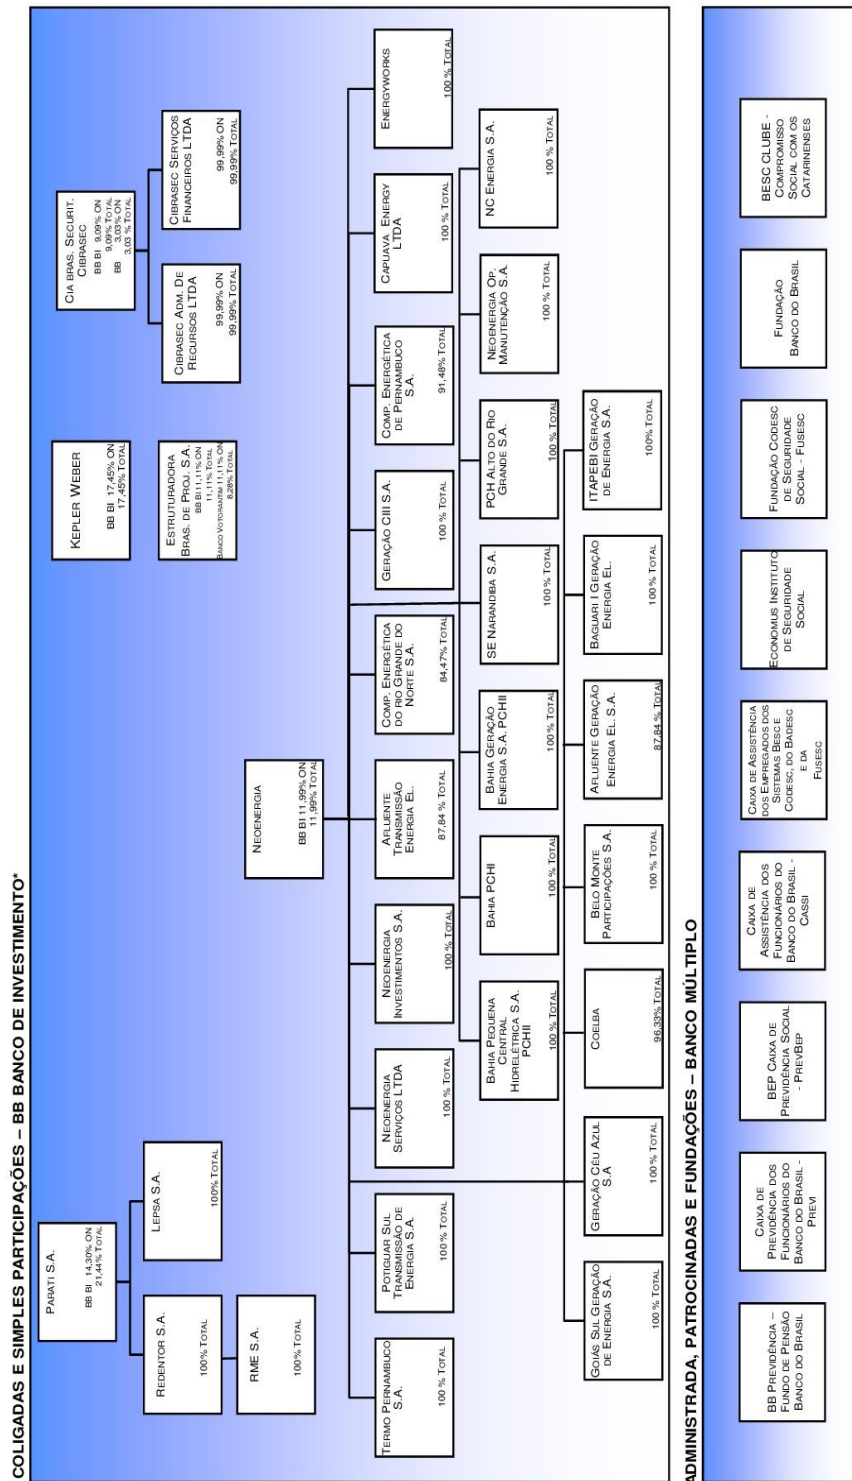 COLIGADAS E SIMPLES PARTICIPAÇÕES – BB BANCO DE INVESTIMENTO*
PARATI S.A.
BB BI 14,30% ON
21,44% TOTAL
REDENTOR S.A.
100% TOTAL
LEPSA S.A.
100% TOTAL
RME S.A.
100% TOTAL
KEPLER WEBER
BB BI 17,45% ON
17,45% TOTAL
ESTRUTURADORA
BRAS. DE PROJ. S.A.
BB BI 11,11% ON
11,11% TOTAL
BANCO VOTORANTIM 11,11% ON
8,28% TOTAL
CIA BRAS. SECURIT.
CIBRASEC
BB BI 9,09% ON
9,09% TOTAL
BB 3,03% ON
3,03 % TOTAL
CIBRASEC ADM. DE
RECURSOS LTDA
99,99% ON
99,99% TOTAL
CIBRASEC SERVIÇOS
FINANCEIROS LTDA
99,99% ON
99,99% TOTAL
NEOENERGIA
BB BI 11,99% ON
11,99% TOTAL
TERMO PERNAMBUCO
S.A.
100 % TOTAL
POTIGUAR SUL
TRANSMISSÃO DE
ENERGIA S.A.
100 % TOTAL
NEOENERGIA
SERVIÇOS LTDA
100 % TOTAL
NEOENERGIA
INVESTIMENTOS S.A.
100 % TOTAL
AFLUENTE
TRANSMISSÃO
ENERGIA EL.
87,84 % TOTAL
COMP. ENERGÉTICA
DO RIO GRANDE DO
NORTE S.A.
84,47% TOTAL
GERAÇÃO CIII S.A.
100 % TOTAL
COMP. ENERGÉTICA
DE PERNAMBUCO
S.A.
91,48% TOTAL
CAPUAVA ENERGY
LTDA
100 % TOTAL
ENERGYWORKS
100 % TOTAL
BAHIA PEQUENA
CENTRAL
HIDRELÉTRICA S.A.
PCHII
100 % TOTAL
BAHIA PCHI
100 % TOTAL
BAHIA GERAÇÃO
ENERGIA S.A. PCHII
100 % TOTAL
SE NARANDIBA S.A.
100 % TOTAL
PCH ALTO DO RIO
GRANDE S.A.
100 % TOTAL
NEOENERGIA OP.
MANUTENÇÃO S.A.
100 % TOTAL
NC ENERGIA S.A.
100 % TOTAL
GOIÁS SUL GERAÇÃO
DE ENERGIA S.A.
100 % TOTAL
GERAÇÃO CÉU AZUL
S.A
100 % TOTAL
COELBA
96,33% TOTAL
BELO MONTE
PARTICIPAÇÕES S.A.
100 % TOTAL
AFLUENTE GERAÇÃO
ENERGIA EL. S.A.
87,84 % TOTAL
BAGUARI I GERAÇÃO
ENERGIA EL.
100 % TOTAL
ITAPEBI GERAÇÃO
DE ENERGIA S.A.
100% TOTAL
ADMINISTRADA, PATROCINADAS E FUNDAÇÕES – BANCO MÚLTIPLO
BB PREVIDÊNCIA –
FUNDO DE PENSÃO
BANCO DO BRASIL
CAIXA DE
PREVIDÊNCIA DOS
FUNCIONÁRIOS DO
BANCO DO BRASIL -
PREVI
BEP CAIXA DE
PREVIDÊNCIA SOCIAL
- PREVBEP
CAIXA DE
ASSISTÊNCIA DOS
FUNCIONÁRIOS DO
BANCO DO BRASIL -
CASSI
CAIXA DE ASSISTÊNCIA
DOS EMPREGADOS DOS
SISTEMAS BESC E
CODESC, DO BADESC
E DA
FUSESC
ECONOMUS INSTITUTO
DE SEGURIDADE
SOCIAL
FUNDAÇÃO CODESC
DE SEGURIDADE
SOCIAL - FUSESC
FUNDAÇÃO
BANCO DO BRASIL
BESC CLUBE -
COMPROMISSO
SOCIAL COM OS
CATARINENSES